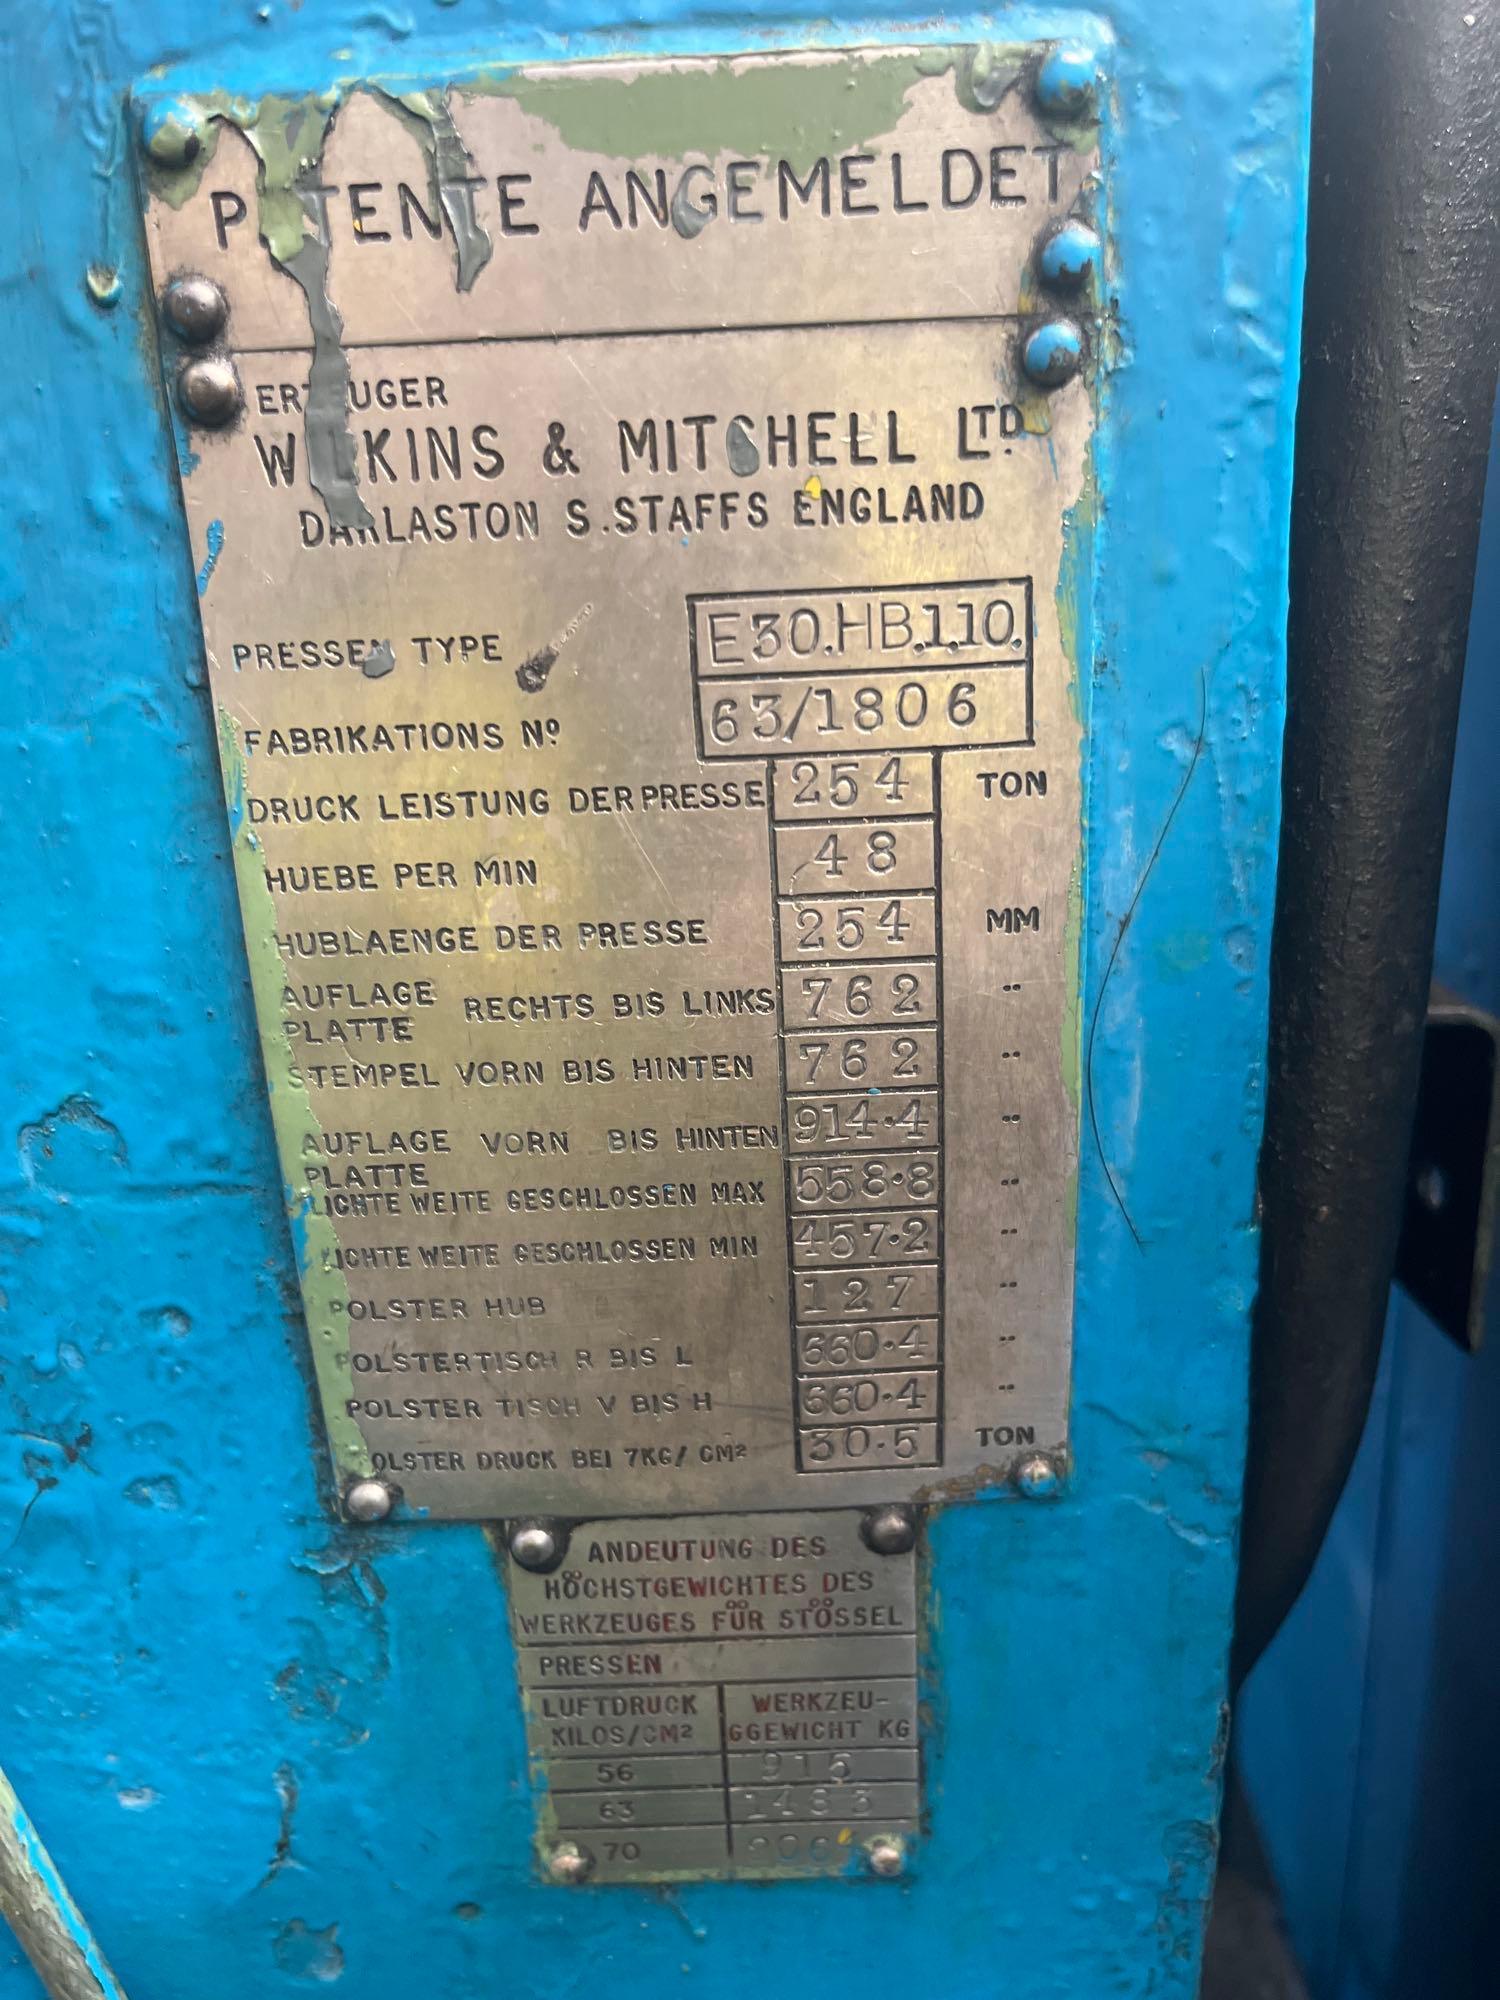 PATENTE ANGEMELDET
ERZEUGER
WILKINS & MITCHELL LTD.
DARLASTON S.STAFFS ENGLAND
PRESSEN TYPE E30.HB.1.10.
FABRIKATIONS Nº 63/1806
DRUCK LEISTUNG DER PRESSE 254 TON
HUEBE PER MIN 48
HUBLAENGE DER PRESSE 254 MM
AUFLAGE PLATTE RECHTS BIS LINKS 762 "
STEMPEL VORN BIS HINTEN 762 "
AUFLAGE PLATTE VORN BIS HINTEN 914·4 "
LICHTE WEITE GESCHLOSSEN MAX 558·8 "
LICHTE WEITE GESCHLOSSEN MIN 457·2 "
POLSTER HUB 127 "
POLSTERTISCH R BIS L 660·4 "
POLSTER TISCH V BIS H 660·4 "
POLSTER DRUCK BEI 7KG/CM² 30·5 TON
ANDEUTUNG DES
HÖCHSTGEWICHTES DES
WERKZEUGES FÜR STÖSSEL
PRESSEN
LUFTDRUCK WERKZEU-
KILOS/CM² GGEWICHT KG
56 915
63 1483
70